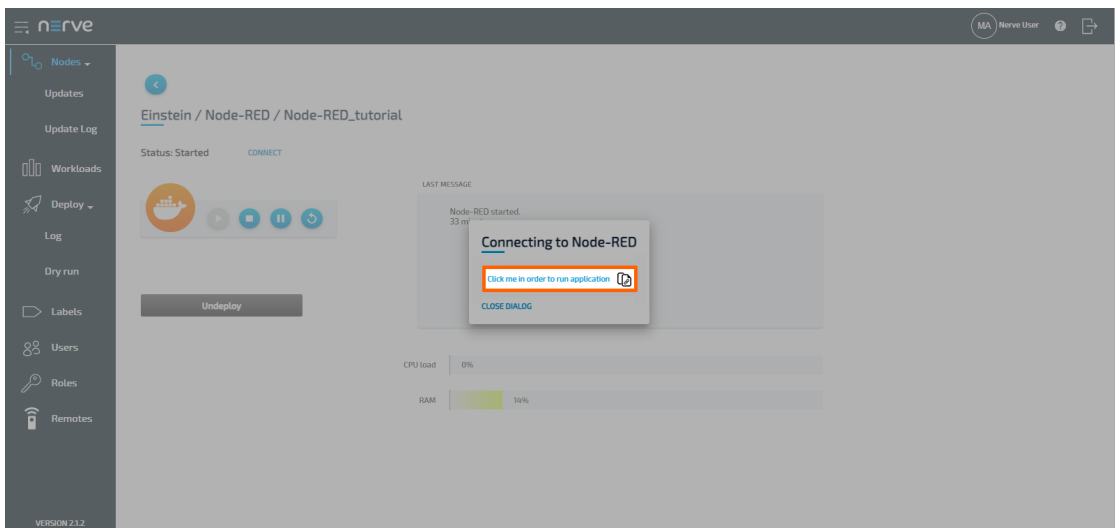 nerve
MA Nerve User
Nodes
Updates
Update Log
Workloads
Deploy
Log
Dry run
Labels
Users
Roles
Remotes
VERSION 2.1.2
Einstein / Node-RED / Node-RED_tutorial
Status: Started CONNECT
Undeploy
LAST MESSAGE
Node-RED started.
33
Connecting to Node-RED
Click me in order to run application
CLOSE DIALOG
CPU load 0%
RAM 14%